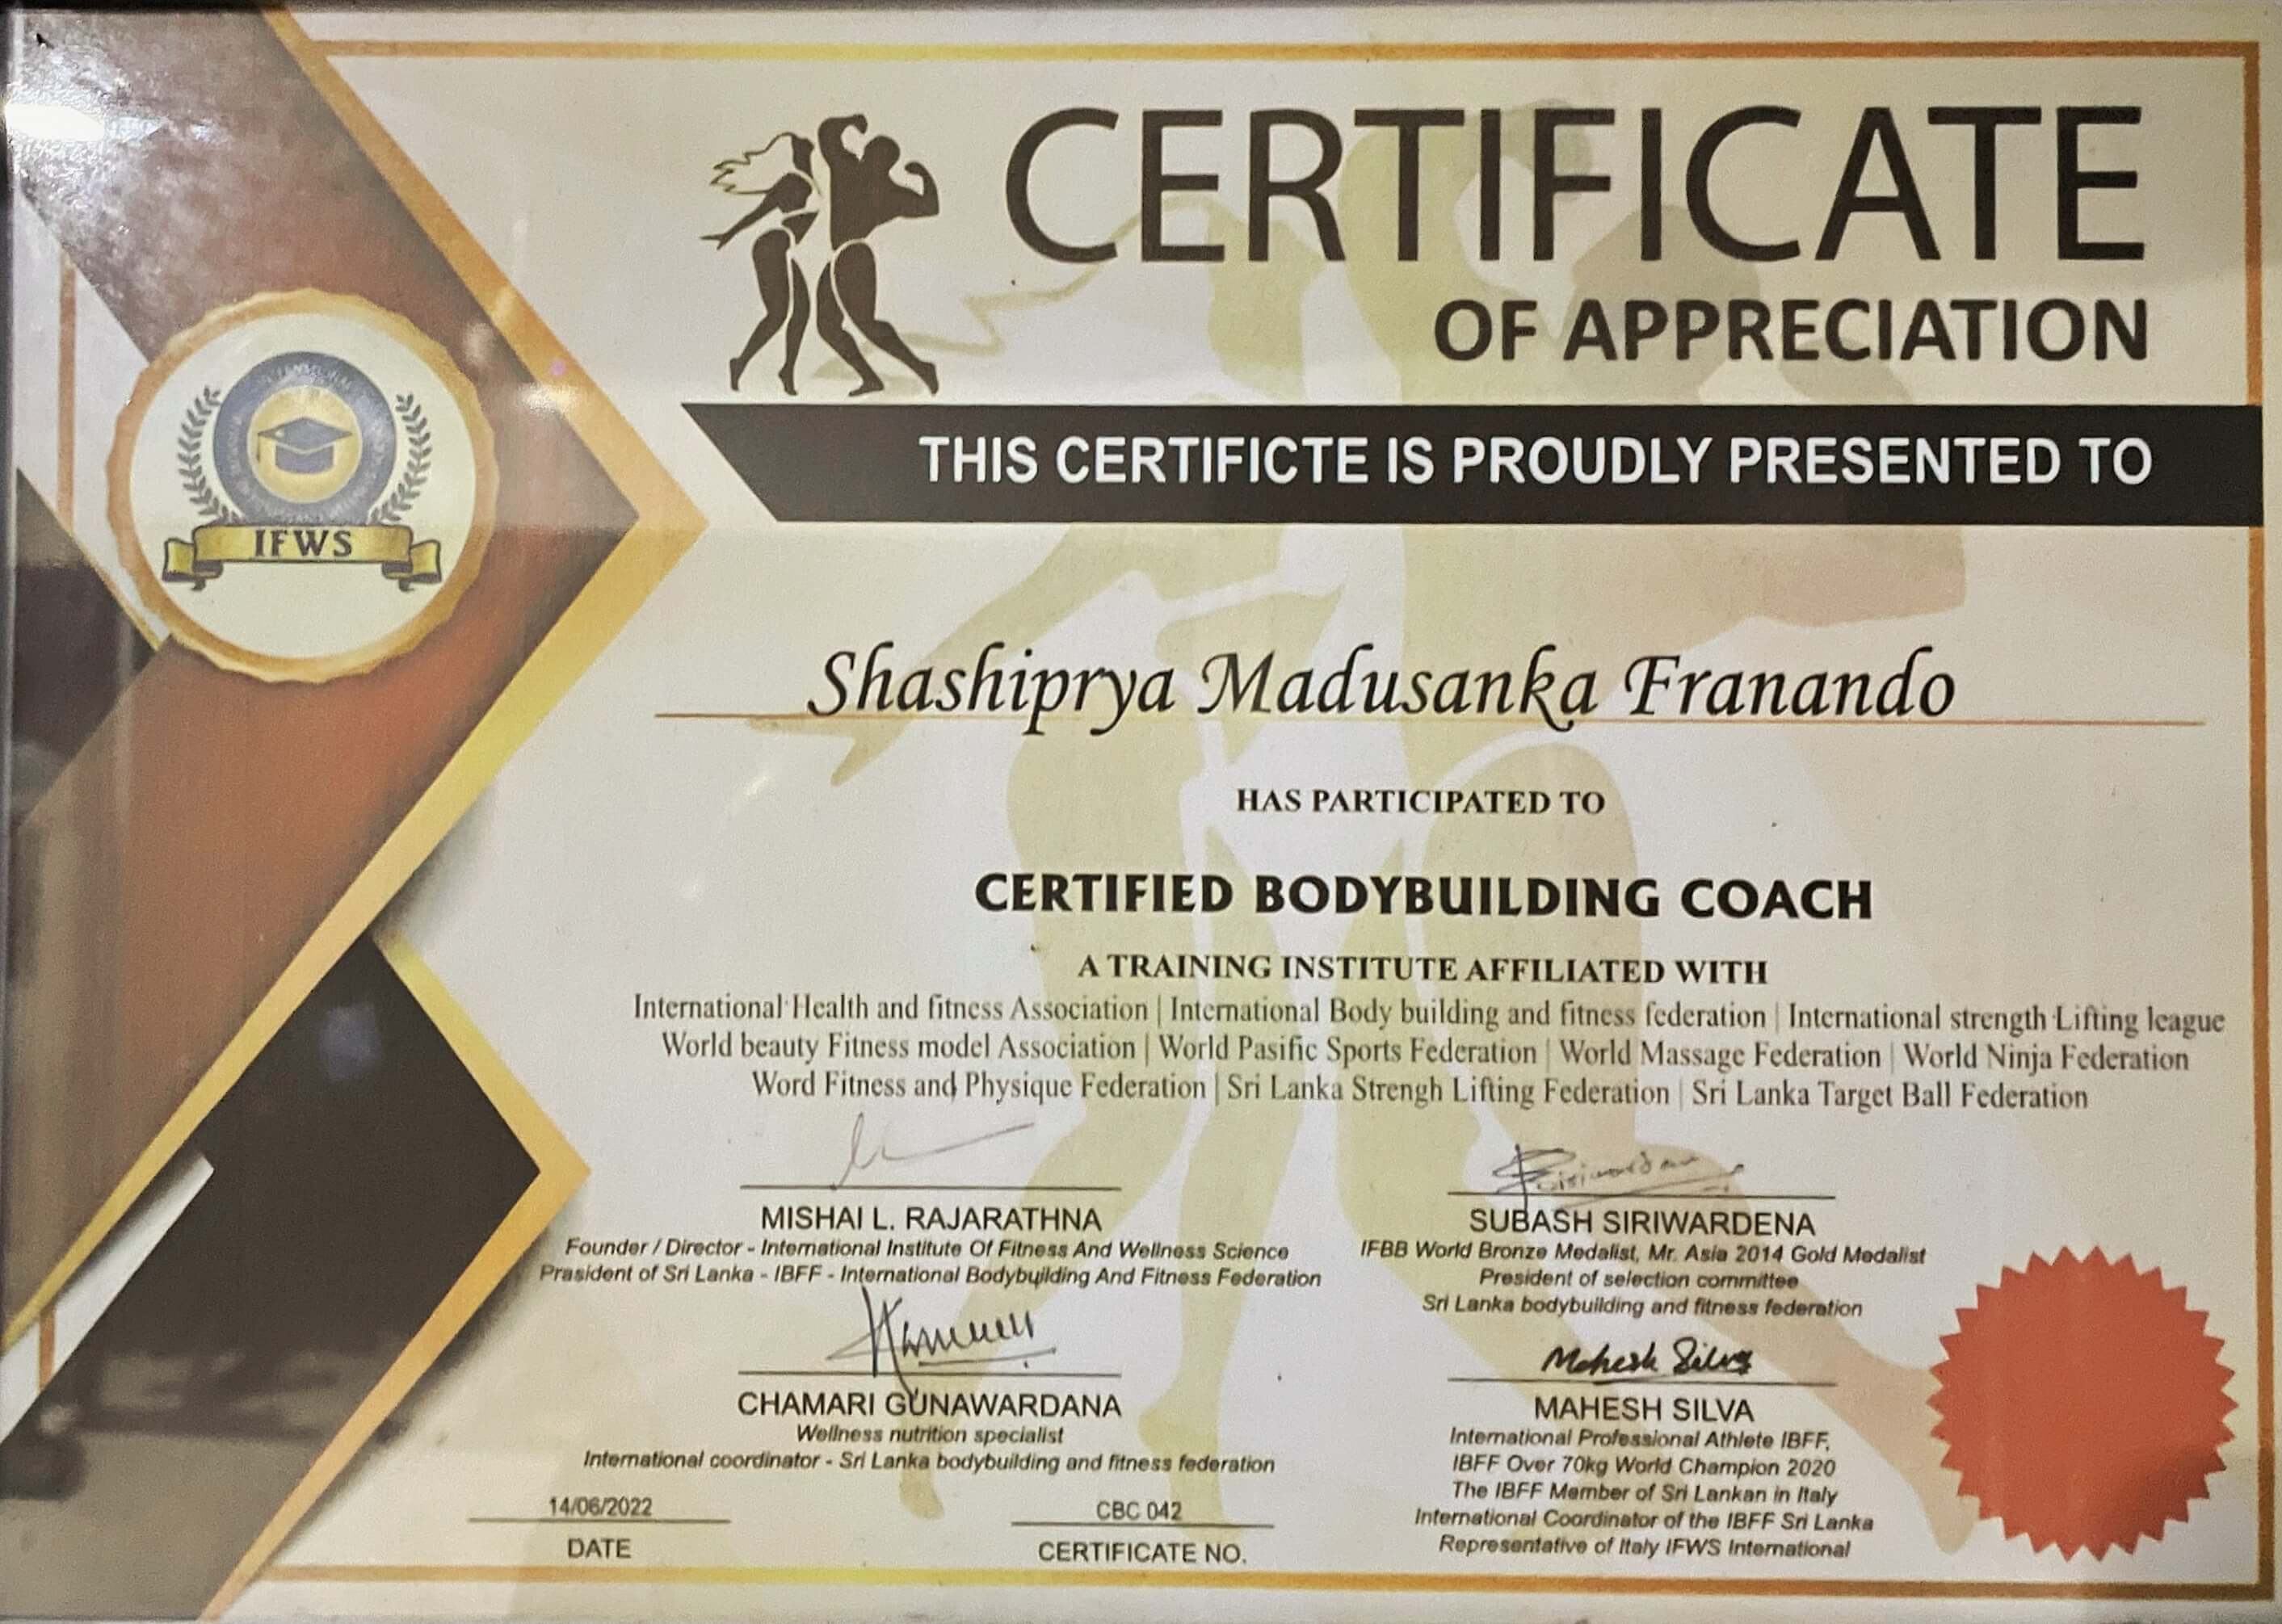 CERTIFICATE
OF APPRECIATION
THIS CERTIFICTE IS PROUDLY PRESENTED TO
IFWS
Shashiprya Madusanka Franando
HAS PARTICIPATED TO
CERTIFIED BODYBUILDING COACH
A TRAINING INSTITUTE AFFILIATED WITH
International Health and fitness Association | International Body building and fitness federation | International strength Lifting league
World beauty Fitness model Association | World Pasific Sports Federation | World Massage Federation | World Ninja Federation
Word Fitness and Physique Federation | Sri Lanka Strengh Lifting Federation | Sri Lanka Target Ball Federation
MISHAI L. RAJARATHNA
Founder / Director - International Institute Of Fitness And Wellness Science
Prasident of Sri Lanka - IBFF - International Bodybuilding And Fitness Federation
Siriwardana
SUBASH SIRIWARDENA
IFBB World Bronze Medalist, Mr. Asia 2014 Gold Medalist
President of selection committee
Sri Lanka bodybuilding and fitness federation
CHAMARI GUNAWARDANA
Wellness nutrition specialist
International coordinator - Sri Lanka bodybuilding and fitness federation
Mahesh Silva
MAHESH SILVA
International Professional Athlete IBFF,
IBFF Over 70kg World Champion 2020
The IBFF Member of Sri Lankan in Italy
International Coordinator of the IBFF Sri Lanka
Representative of Italy IFWS International
14/06/2022
DATE
CBC 042
CERTIFICATE NO.